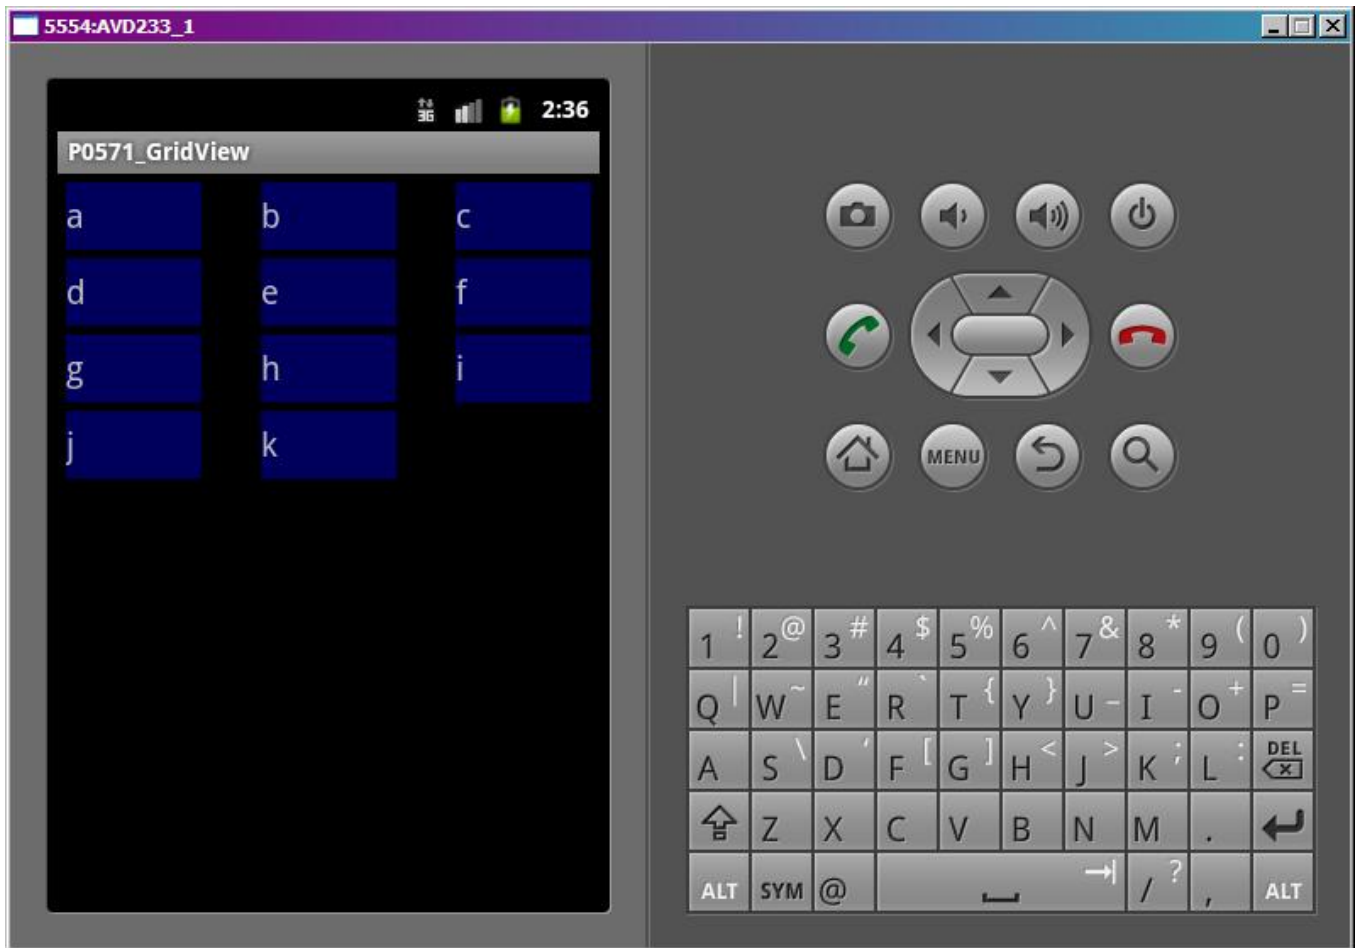 5554:AVD233_1
3G 2:36
P0571_GridView
a b c
d e f
g h i
j k
MENU
1 ! 2 @ 3 # 4 $ 5 % 6 ^ 7 & 8 * 9 ( 0 )
Q | W ~ E “ R ` T { Y } U _ I - O + P =
A S \ D ‘ F [ G ] H < J > K ; L : DEL
Z X C V B N M .
ALT SYM @ / ? , ALT